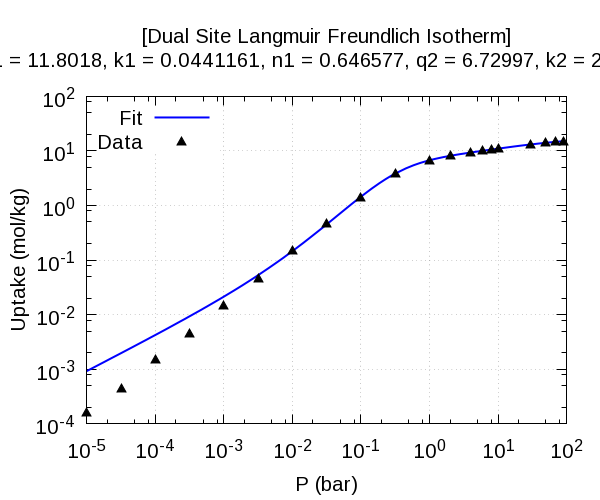 [Dual Site Langmuir Freundlich Isotherm]
= 11.8018, k1 = 0.0441161, n1 = 0.646577, q2 = 6.72997, k2 = 2
Fit
Data
10^2
10^1
10^0
10^-1
10^-2
10^-3
10^-4
Uptake (mol/kg)
10^-5 10^-4 10^-3 10^-2 10^-1 10^0 10^1 10^2
P (bar)